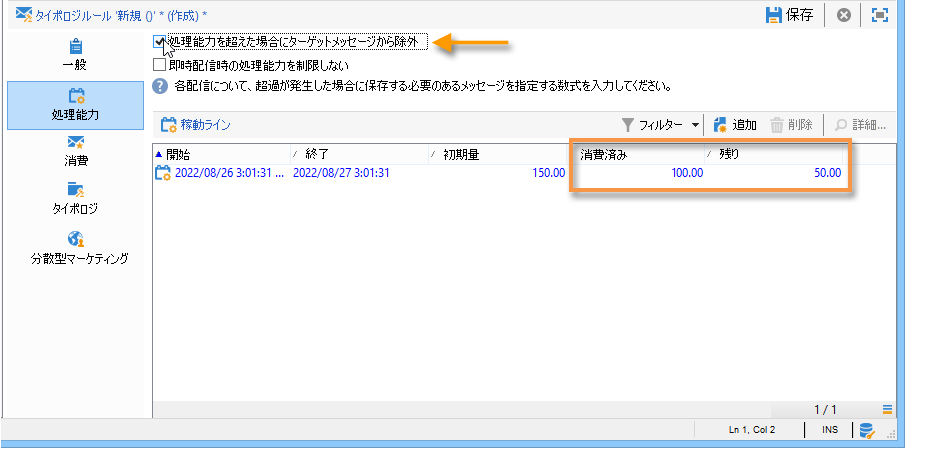 タイポロジルール '新規 ()' * (作成) *
保存
一般
処理能力
消費
タイポロジ
分散型マーケティング
処理能力を超えた場合にターゲットメッセージから除外
即時配信時の処理能力を制限しない
各配信について、超過が発生した場合に保存する必要のあるメッセージを指定する数式を入力してください。
稼動ライン フィルター 追加 削除 詳細...
開始 終了 初期量 消費済み 残り
2022/08/26 3:01:31 ... 2022/08/27 3:01:31 150.00 100.00 50.00
1 / 1
Ln 1, Col 2 INS